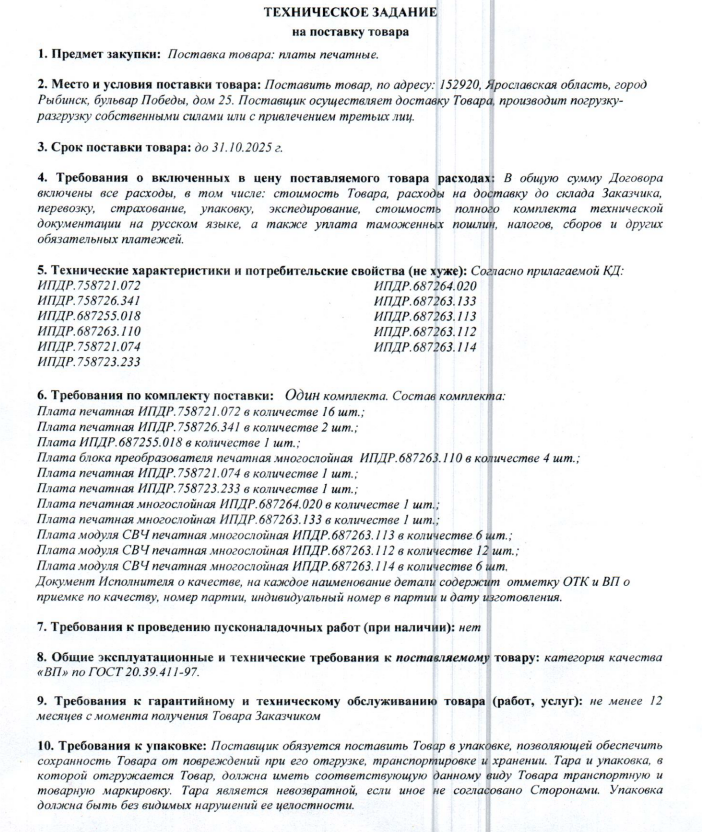 ТЕХНИЧЕСКОЕ ЗАДАНИЕ
на поставку товара
1. Предмет закупки: Поставка товара: платы печатные.
2. Место и условия поставки товара: Поставить товар, по адресу: 152920, Ярославская область, город
Рыбинск, бульвар Победы, дом 25. Поставщик осуществляет доставку Товара, производит погрузку-
разгрузку собственными силами или с привлечением третьих лиц.
3. Срок поставки товара: до 31.10.2025 г.
4. Требования о включенных в цену поставляемого товара расходах: В общую сумму Договора
включены все расходы, в том числе: стоимость Товара, расходы на доставку до склада Заказчика,
перевозку, страхование, упаковку, экспедирование, стоимость полного комплекта технической
документации на русском языке, а также уплата таможенных пошлин, налогов, сборов и других
обязательных платежей.
5. Технические характеристики и потребительские свойства (не хуже): Согласно прилагаемой КД:
ИПДР.758721.072 ИПДР.687264.020
ИПДР.758726.341 ИПДР.687263.133
ИПДР.687255.018 ИПДР.687263.113
ИПДР.687263.110 ИПДР.687263.112
ИПДР.758721.074 ИПДР.687263.114
ИПДР.758723.233
6. Требования по комплекту поставки: Один комплекта. Состав комплекта:
Плата печатная ИПДР.758721.072 в количестве 16 шт.;
Плата печатная ИПДР.758726.341 в количестве 2 шт.;
Плата ИПДР.687255.018 в количестве 1 шт.;
Плата блока преобразователя печатная многослойная ИПДР.687263.110 в количестве 4 шт.;
Плата печатная ИПДР.758721.074 в количестве 1 шт.;
Плата печатная ИПДР.758723.233 в количестве 1 шт.;
Плата печатная многослойная ИПДР.687264.020 в количестве 1 шт.;
Плата печатная многослойная ИПДР.687263.133 в количестве 1 шт.;
Плата модуля СВЧ печатная многослойная ИПДР.687263.113 в количестве 6 шт.;
Плата модуля СВЧ печатная многослойная ИПДР.687263.112 в количестве 12 шт.;
Плата модуля СВЧ печатная многослойная ИПДР.687263.114 в количестве 6 шт.
Документ Исполнителя о качестве, на каждое наименование детали содержит отметку ОТК и ВП о
приемке по качеству, номер партии, индивидуальный номер в партии и дату изготовления.
7. Требования к проведению пусконаладочных работ (при наличии): нет
8. Общие эксплуатационные и технические требования к поставляемому товару: категория качества
«ВП» по ГОСТ 20.39.411-97.
9. Требования к гарантийному и техническому обслуживанию товара (работ, услуг): не менее 12
месяцев с момента получения Товара Заказчиком
10. Требования к упаковке: Поставщик обязуется поставить Товар в упаковке, позволяющей обеспечить
сохранность Товара от повреждений при его отгрузке, транспортировке и хранении. Тара и упаковка, в
которой отгружается Товар, должна иметь соответствующую данному виду Товара транспортную и
товарную маркировку. Тара является невозвратной, если иное не согласовано Сторонами. Упаковка
должна быть без видимых нарушений ее целостности.